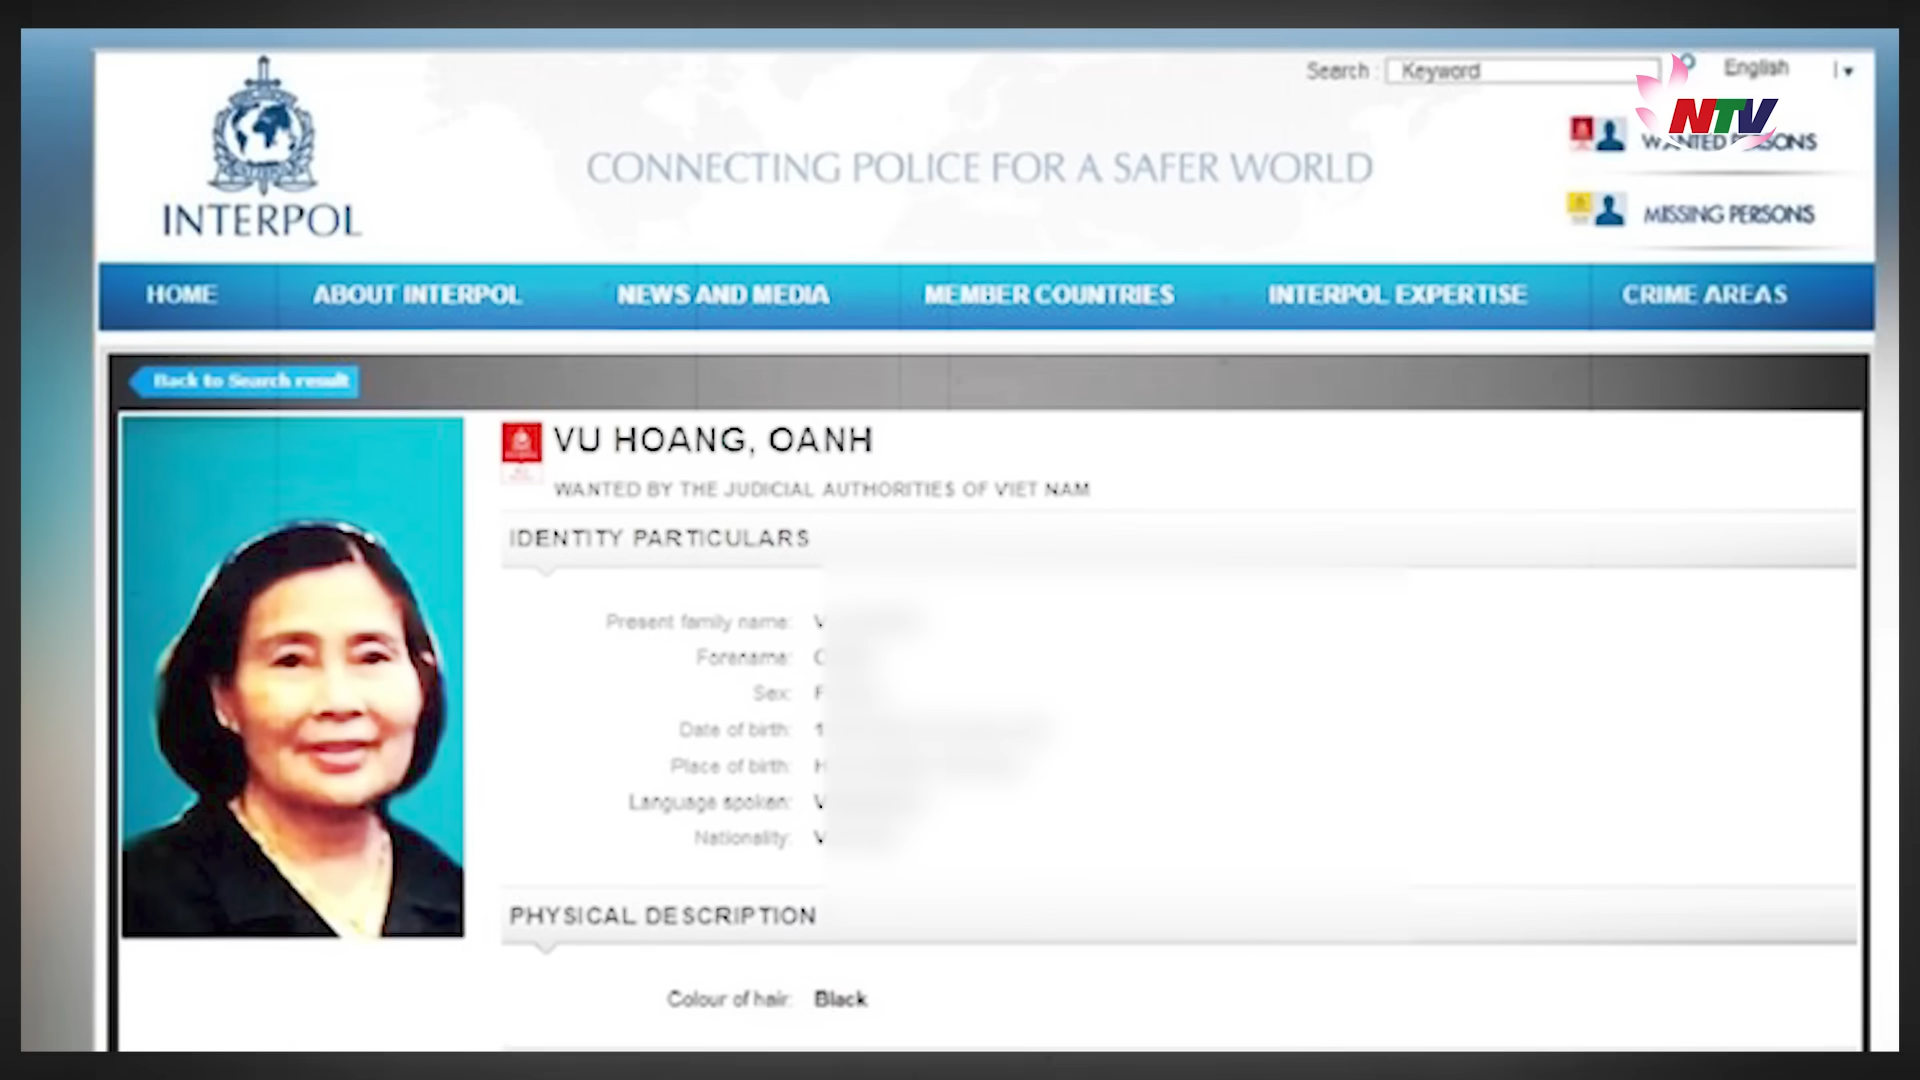 Search : Keyword English
NTV
INTERPOL
CONNECTING POLICE FOR A SAFER WORLD
WANTED PERSONS
MISSING PERSONS
HOME ABOUT INTERPOL NEWS AND MEDIA MEMBER COUNTRIES INTERPOL EXPERTISE CRIME AREAS
Back to Search result
VU HOANG, OANH
WANTED BY THE JUDICIAL AUTHORITIES OF VIET NAM
IDENTITY PARTICULARS
Present family name: V
Forename:
Sex: F
Date of birth: 1
Place of birth: H
Language spoken: V
Nationality: V
PHYSICAL DESCRIPTION
Colour of hair: Black